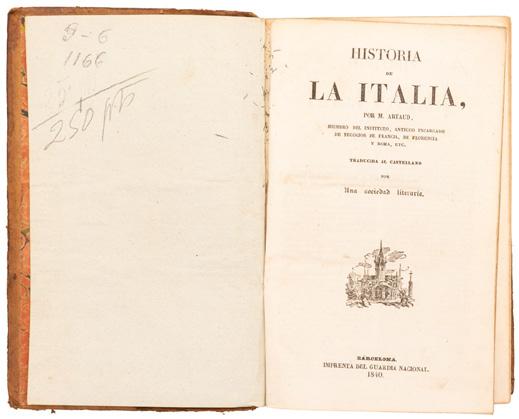 9-6
1166
250 pts
HISTORIA
DE
LA ITALIA,
POR M. ARTAUD,
MIEMBRO DEL INSTITUTO, ANTIGUO ENCARGADO
DE NEGOCIOS DE FRANCIA, DE FLORENCIA
Y ROMA, ETC.
TRADUCIDA AL CASTELLANO
POR
Una sociedad literaria.
BARCELONA.
IMPRENTA DEL GUARDIA NACIONAL.
1840.